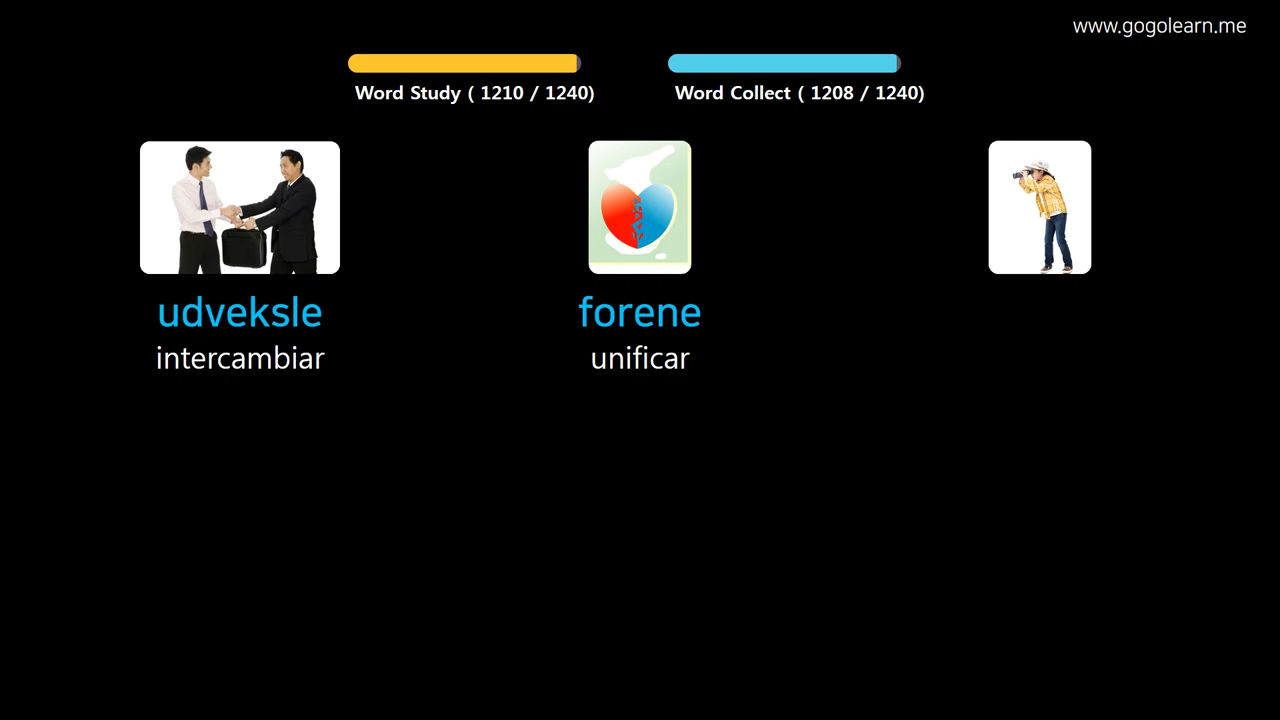 www.gogolearn.me
Word Study ( 1210 / 1240)
Word Collect ( 1208 / 1240)
udveksle
forene
intercambiar
unificar